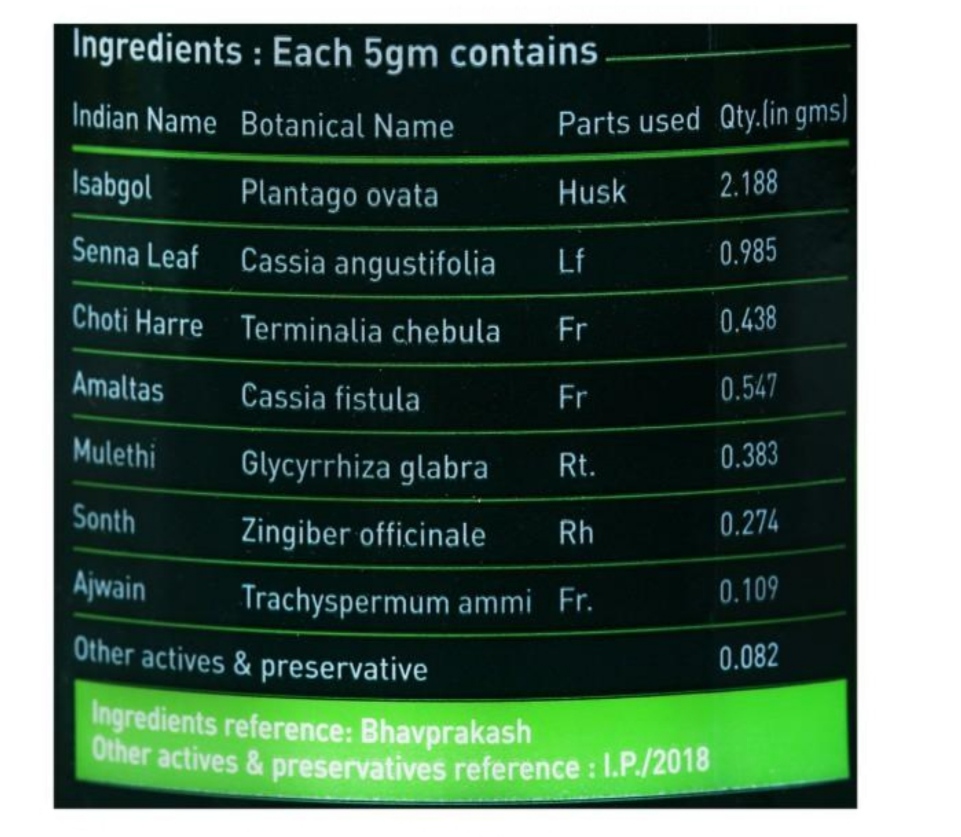 Ingredients : Each 5gm contains
Indian Name Botanical Name Parts used Qty.(in gms)
Isabgol Plantago ovata Husk 2.188
Senna Leaf Cassia angustifolia Lf 0.985
Choti Harre Terminalia chebula Fr 0.438
Amaltas Cassia fistula Fr 0.547
Mulethi Glycyrrhiza glabra Rt. 0.383
Sonth Zingiber officinale Rh 0.274
Ajwain Trachyspermum ammi Fr. 0.109
Other actives & preservative 0.082
Ingredients reference: Bhavprakash
Other actives & preservatives reference : I.P./2018